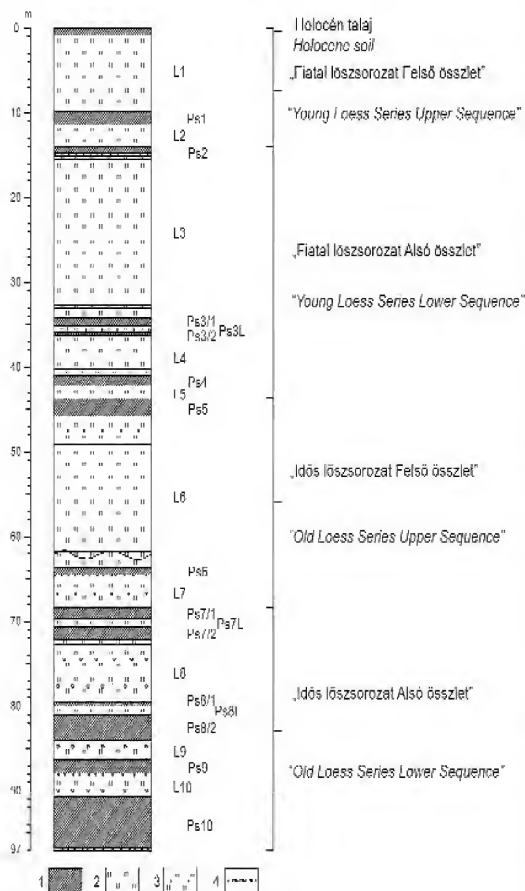 m
0
Holocén talaj
Holocene soil
L1
„Fiatal löszsorozat Felső összlet”
10
Ps1
"Young Loess Series Upper Sequence"
L2
Ps2
20
L3
„Fiatal löszsorozat Alsó összlet”
30
"Young Loess Series Lower Sequence"
Ps3/1
Ps3L
Ps3/2
L4
40
Ps4
L5
Ps5
50
„Idős löszsorozat Felső összlet”
L6
60
"Old Loess Series Upper Sequence"
Ps6
L7
70
Ps7/1
Ps7L
Ps7/2
L8
„Idős löszsorozat Alsó összlet”
80
Ps8/1
Ps8L
Ps8/2
L9
Ps9
"Old Loess Series Lower Sequence"
90
L10
Ps10
97
1 2 3 4